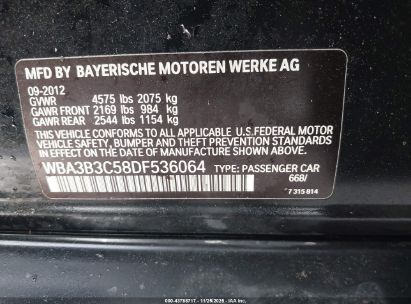 MFD BY BAYERISCHE MOTOREN WERKE AG
09-2012
GVWR 4575 lbs 2075 kg
GAWR FRONT 2169 lbs 984 kg
GAWR REAR 2544 lbs 1154 kg
THIS VEHICLE CONFORMS TO ALL APPLICABLE U.S.FEDERAL MOTOR
VEHICLE SAFETY, BUMPER AND THEFT PREVENTION STANDARDS
IN EFFECT ON THE DATE OF MANUFACTURE SHOWN ABOVE.
WBA3B3C58DF536064 TYPE: PASSENGER CAR
668/
7 315 814